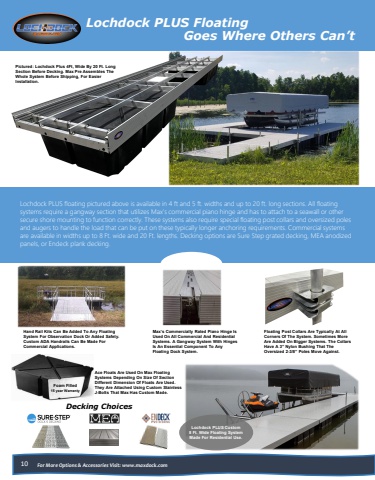 LOCHDOCK
Lochdock PLUS Floating
Goes Where Others Can't
Pictured: Lochdock Plus 4Ft. Wide By 20 Ft. Long
Section Before Decking. Max Pre Assembles The
Whole System Before Shipping, For Easier
Installation.
Lochdock PLUS floating pictured above is available in 4 ft and 5 ft widths and up to 20 ft. long sections. All floating
systems require a gangway section that utilizes Max's commercial piano hinge and has to attach to a seawall or other
secure shore mounting to function correctly. These systems also require special floating post collars and oversized poles
and augers to handle the load that can be put on these typically longer anchoring requirements. Commercial systems
are available in widths up to 8 Ft. wide and 20 Ft. lengths. Decking options are Sure Step grated decking, MEA anodized
panels, or Endeck plank decking.
Hand Rail Kits Can Be Added To Any Floating
System For Observation Deck Or Added Safety.
Custom ADA Handrails Can Be Made For
Commercial Applications.
Max's Commercially Rated Piano Hinge Is
Used On All Commercial And Residential
Systems. A Gangway System With Hinges
Is An Essential Component To Any
Floating Dock System.
Floating Post Collars Are Typically At All
Corners Of The System. Sometimes More
Are Added On Bigger Systems. The Collars
Have A 3" Nylon Bushing That The
Oversized 2-3/8" Poles Move Against.
Foam Filled
15 year Warranty
Ace Floats Are Used On Max Floating
Systems Depending On Size Of Section
Different Dimension Of Floats Are Used.
They Are Attached Using Custom Stainless
J-Bolts That Max Has Custom Made.
Decking Choices
SURE-STEP
MEA
ENDECK
Lochdock PLUS Custom
8 Ft. Wide Floating System
Made For Residential Use.
10
For More Options & Accessories Visit: www.maxdock.com